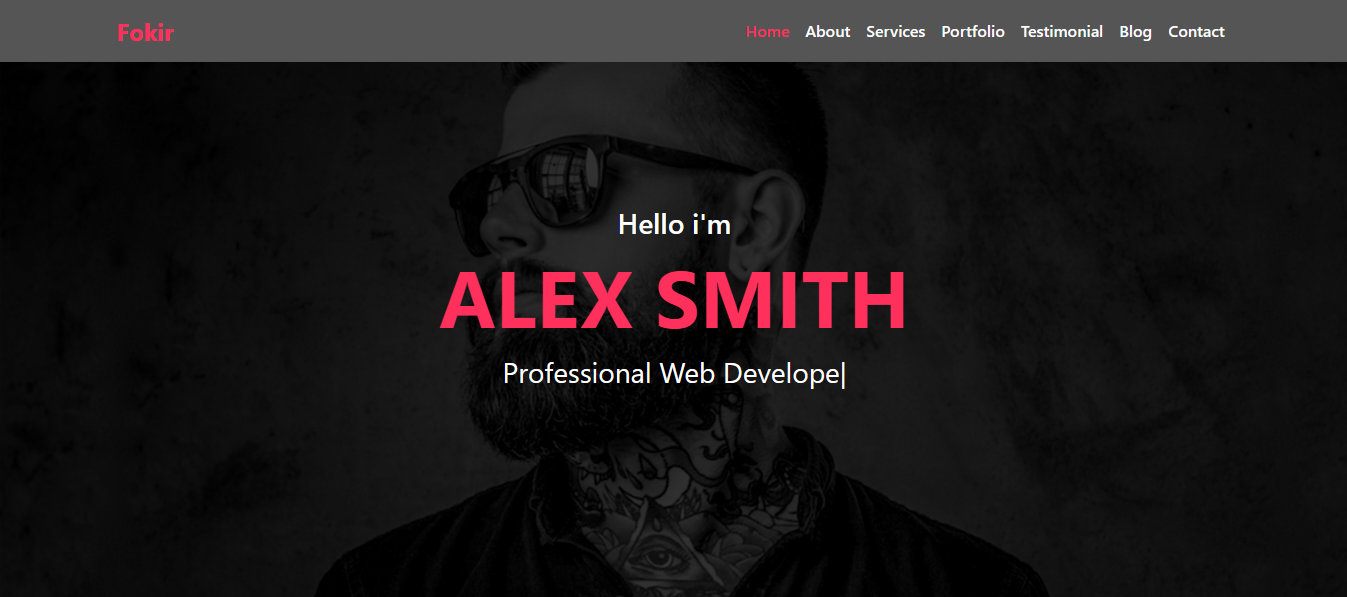 Fokir
Home About Services Portfolio Testimonial Blog Contact
Hello i'm
ALEX SMITH
Professional Web Develope|